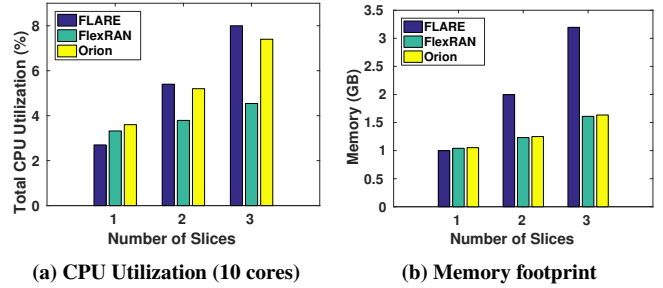 FLARE
FlexRAN
Orion
Total CPU Utilization (%)
8
6
4
2
0
1 2 3
Number of Slices
(a) CPU Utilization (10 cores)
FLARE
FlexRAN
Orion
Memory (GB)
3.5
3
2.5
2
1.5
1
0.5
0
1 2 3
Number of Slices
(b) Memory footprint